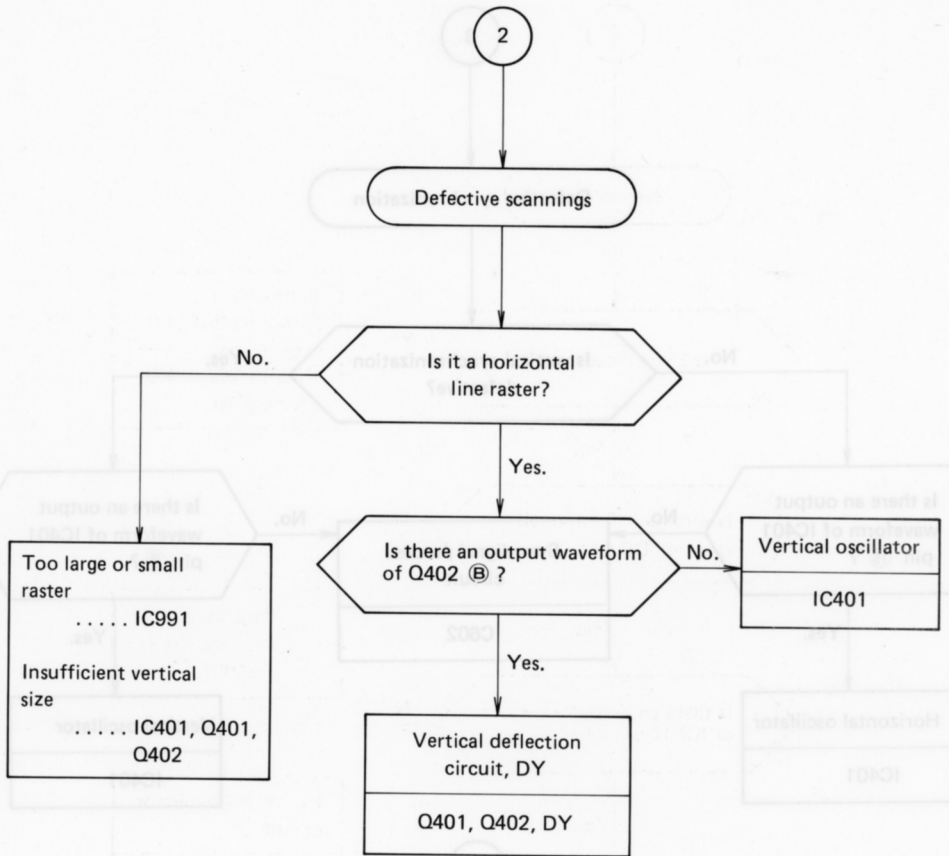 2
Defective scannings
Is it a horizontal
line raster?
No.
Yes.
Too large or small
raster
. . . . . IC991
Insufficient vertical
size
. . . . . IC401, Q401,
Q402
Is there an output waveform
of Q402 Ⓑ ?
No.
Vertical oscillator
IC401
Yes.
Vertical deflection
circuit, DY
Q401, Q402, DY